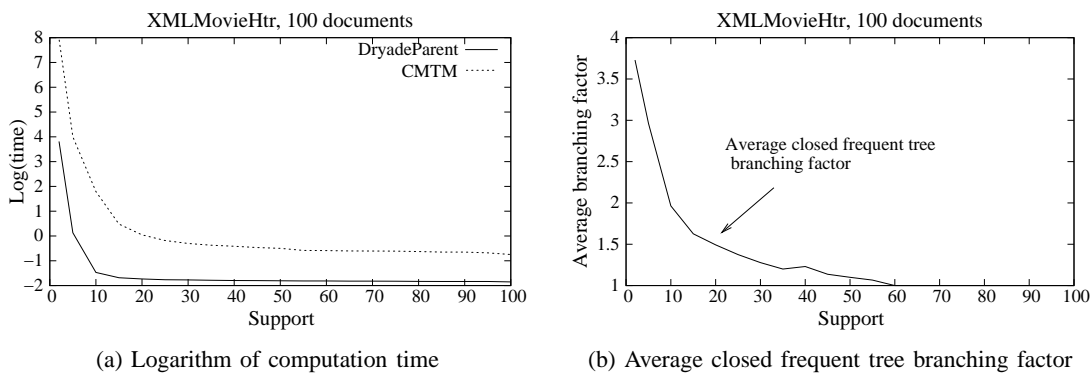 XMLMovieHtr, 100 documents
8
7
6
5
4
3
2
1
0
−1
−2
Log(time)
DryadeParent
CMTM
0 10 20 30 40 50 60 70 80 90 100
Support
(a) Logarithm of computation time
XMLMovieHtr, 100 documents
4
3.5
3
2.5
2
1.5
1
Average branching factor
Average closed frequent tree
branching factor
0 10 20 30 40 50 60 70 80 90 100
Support
(b) Average closed frequent tree branching factor